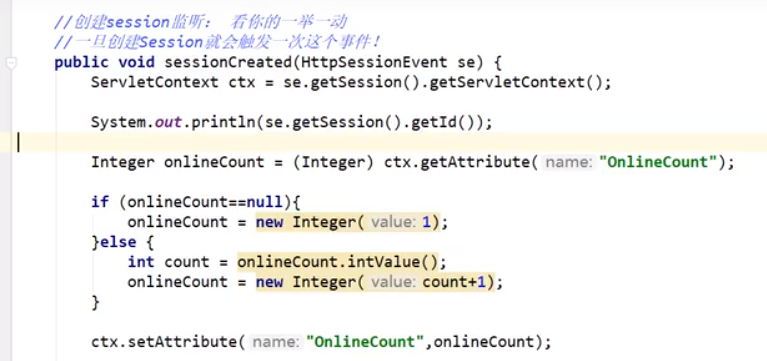 //创建session监听： 看你的一举一动
//一旦创建Session就会触发一次这个事件！
public void sessionCreated(HttpSessionEvent se) {
ServletContext ctx = se.getSession().getServletContext();
System.out.println(se.getSession().getId());
Integer onlineCount = (Integer) ctx.getAttribute( name: "OnlineCount");
if (onlineCount==null){
onlineCount = new Integer( value: 1);
}else {
int count = onlineCount.intValue();
onlineCount = new Integer( value: count+1);
}
ctx.setAttribute( name: "OnlineCount",onlineCount);